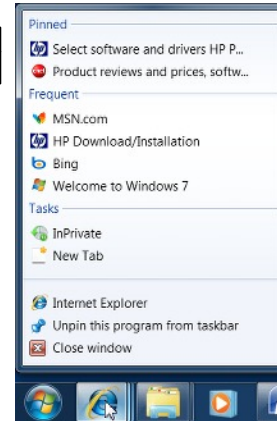 Pinned
Select software and drivers HP P...
Product reviews and prices, softw...
Frequent
MSN.com
HP Download/Installation
Bing
Welcome to Windows 7
Tasks
InPrivate
New Tab
Internet Explorer
Unpin this program from taskbar
Close window